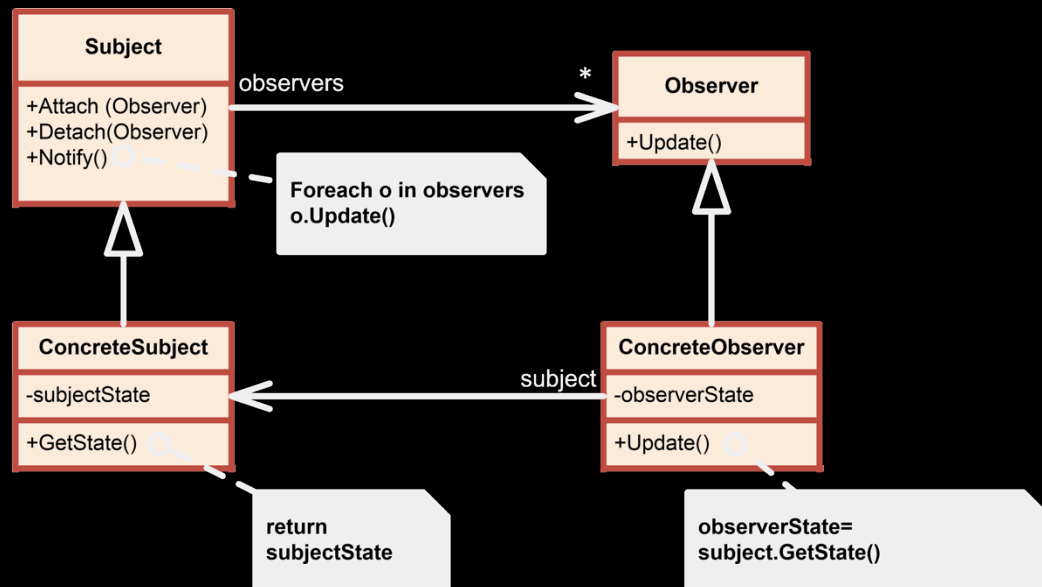 Subject
+Attach (Observer)
+Detach(Observer)
+Notify()
observers
*
Observer
+Update()
Foreach o in observers
o.Update()
ConcreteSubject
-subjectState
+GetState()
subject
ConcreteObserver
-observerState
+Update()
return
subjectState
observerState=
subject.GetState()